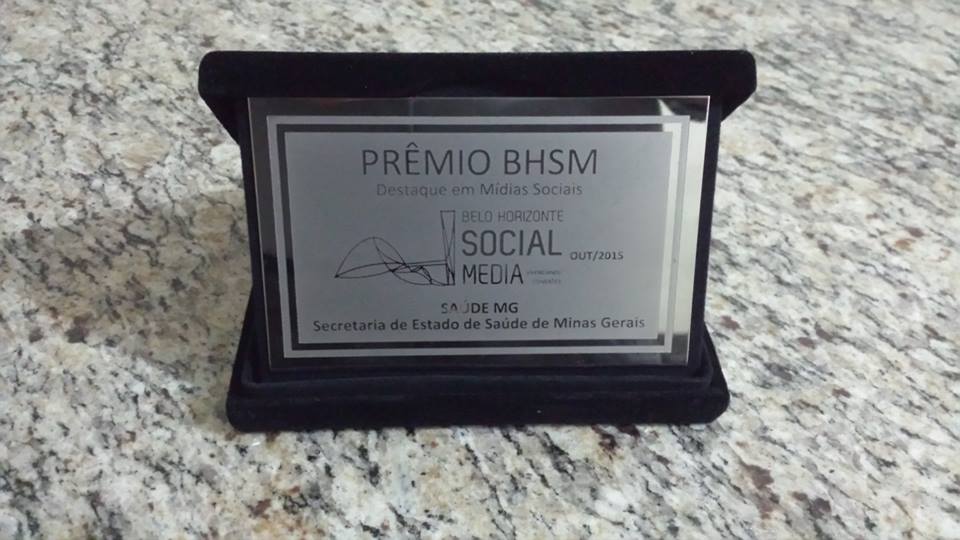 PRÊMIO BHSM
Destaque em Mídias Sociais
BELO HORIZONTE
SOCIAL
MEDIA
OUT/2015
SAÚDE MG
Secretaria de Estado de Saúde de Minas Gerais